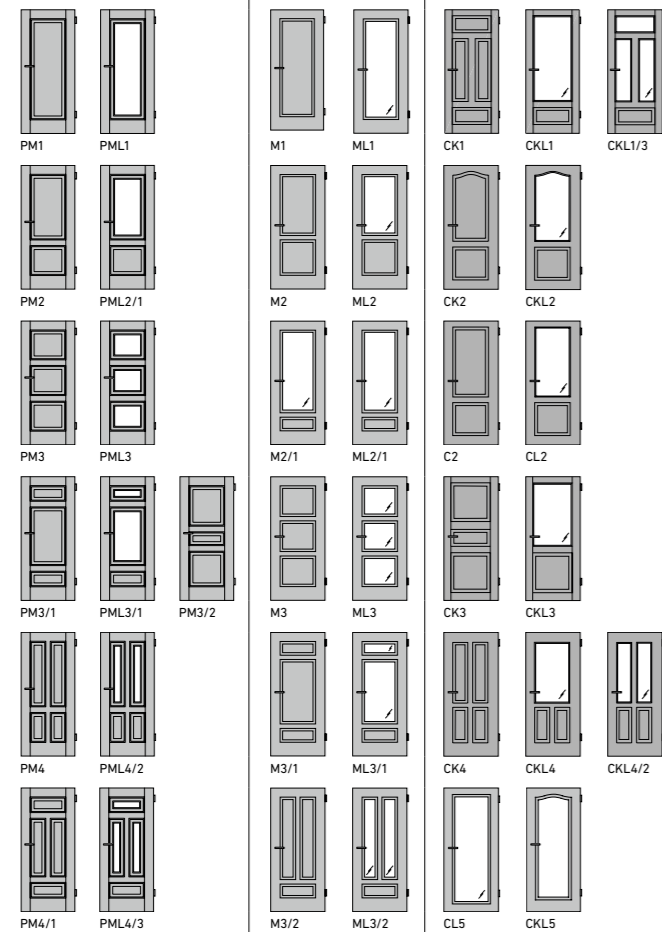 PM1 PML1 M1 ML1 CK1 CKL1 CKL1/3
PM2 PML2/1 M2 ML2 CK2 CKL2
PM3 PML3 M2/1 ML2/1 C2 CL2
PM3/1 PML3/1 PM3/2 M3 ML3 CK3 CKL3
PM4 PML4/2 M3/1 ML3/1 CK4 CKL4 CKL4/2
PM4/1 PML4/3 M3/2 ML3/2 CL5 CKL5